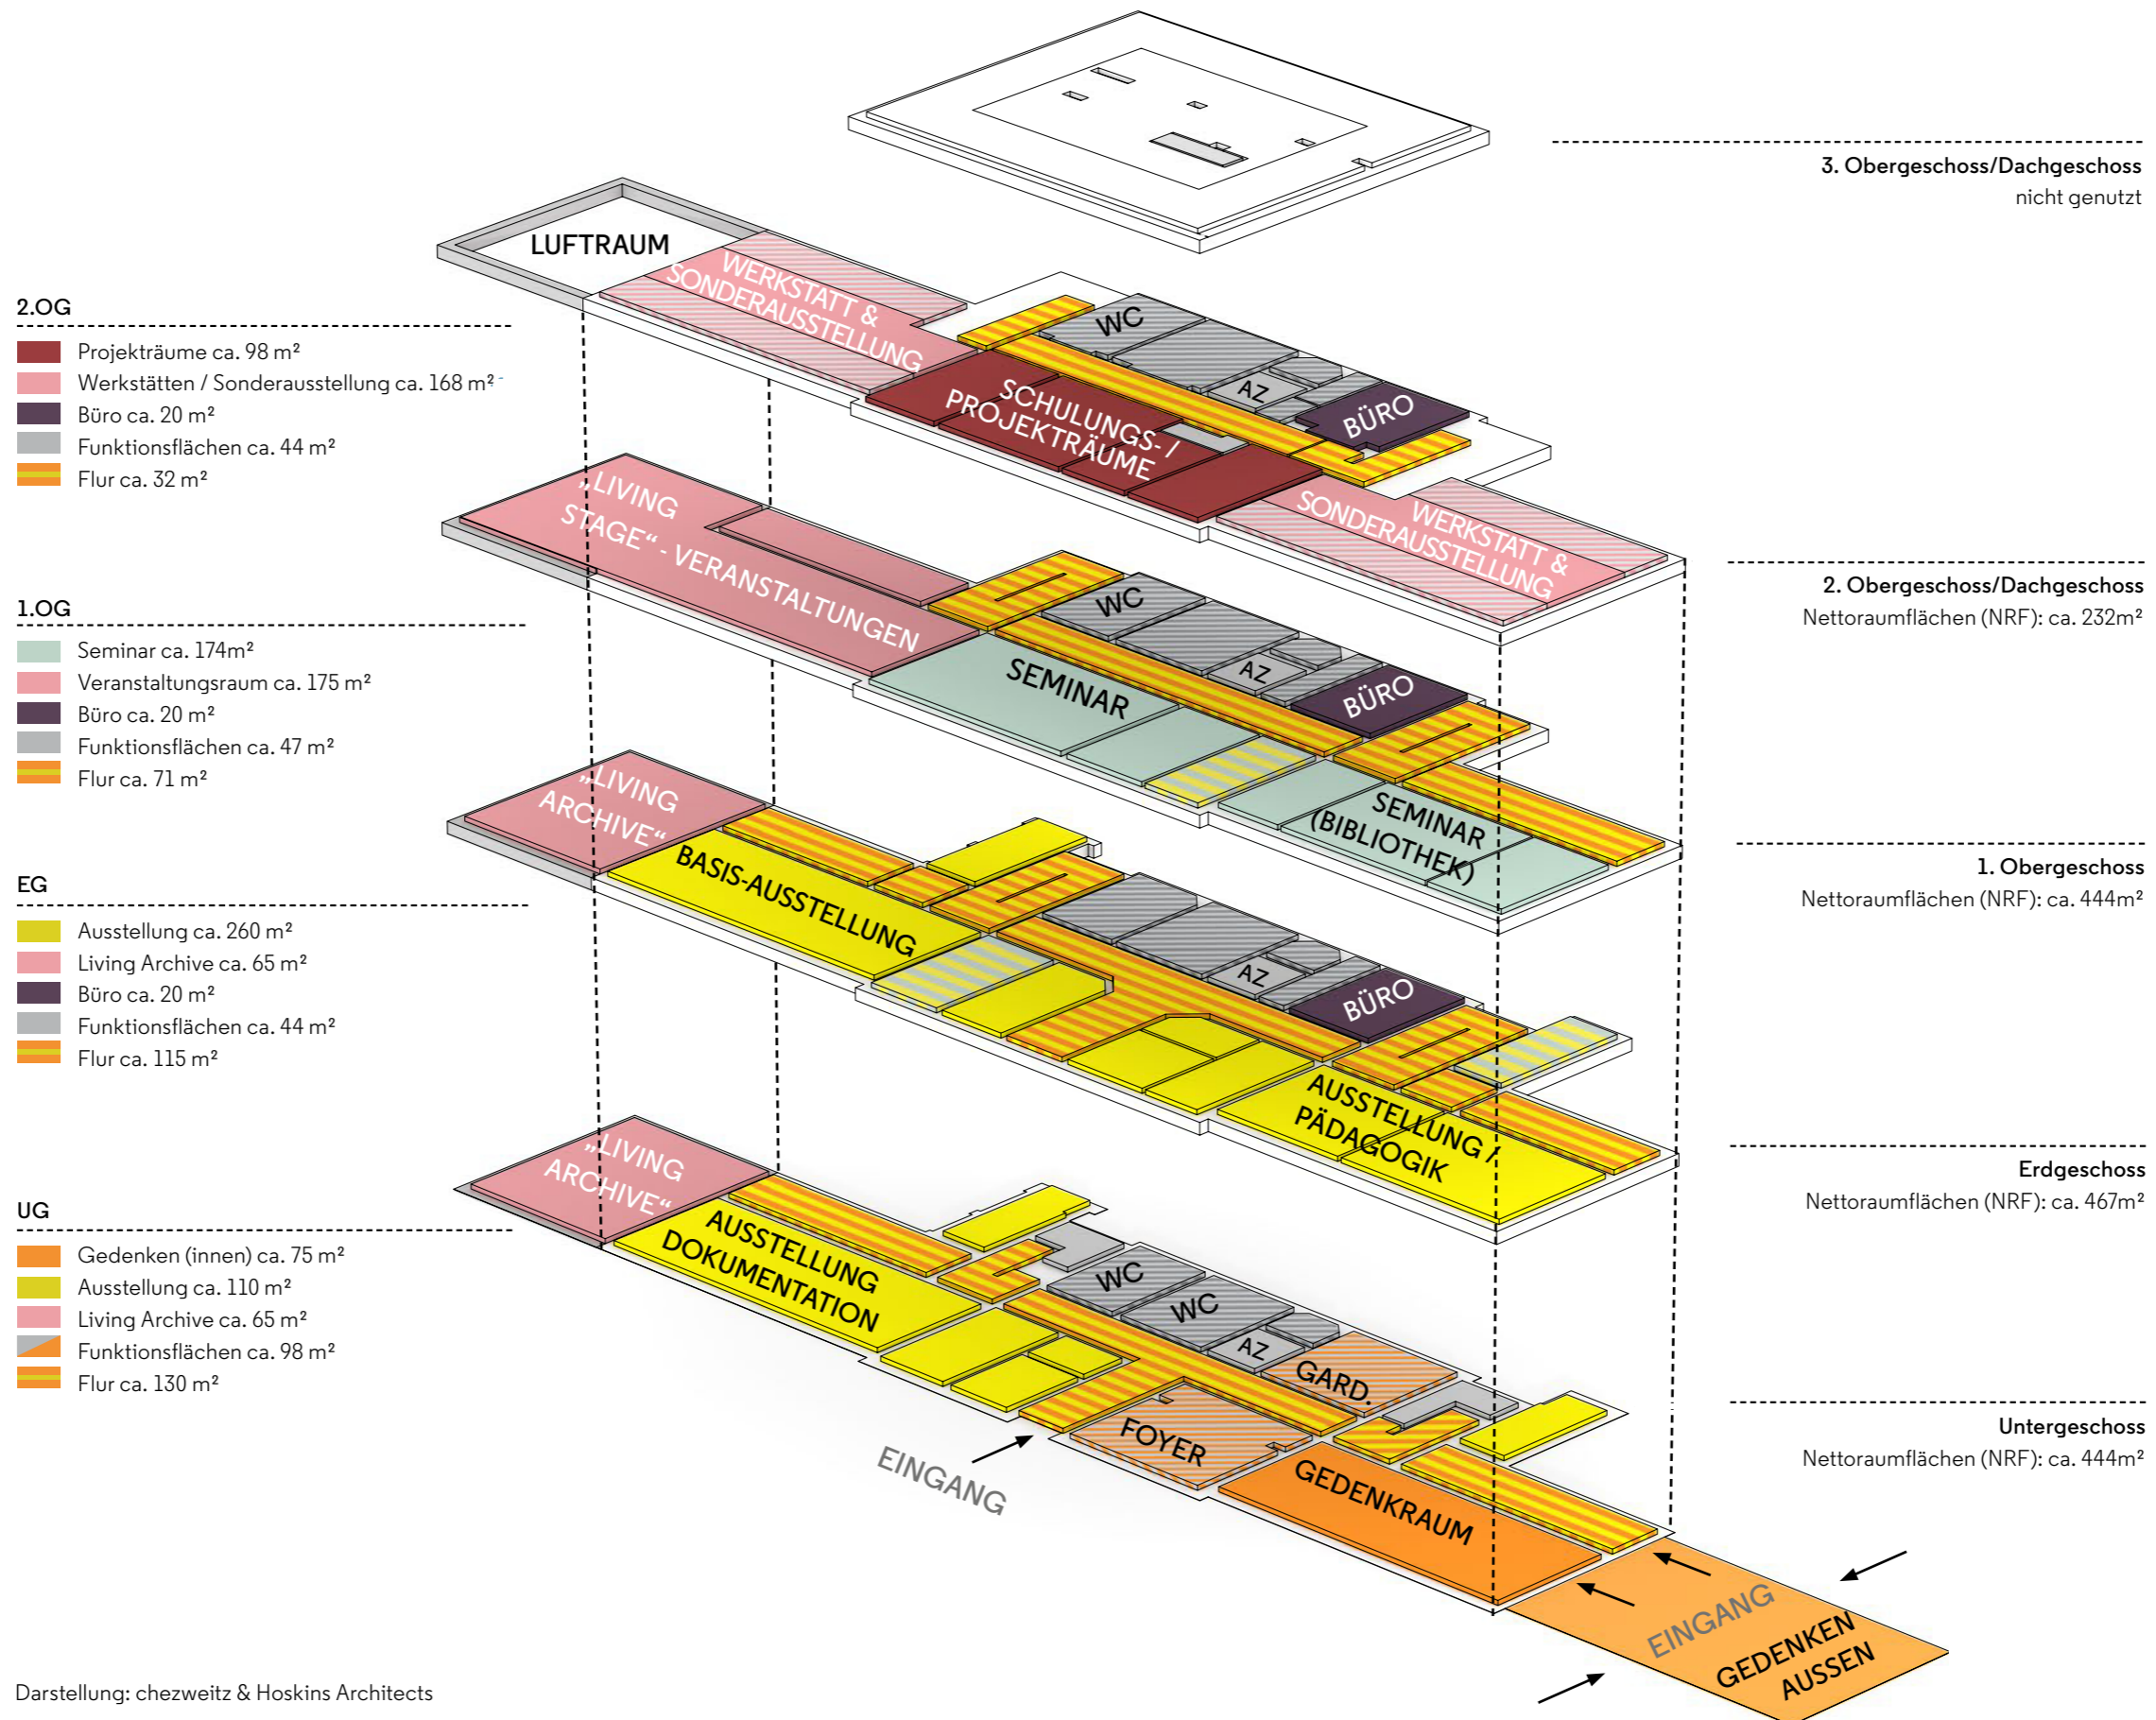 3. Obergeschoss/Dachgeschoss
nicht genutzt
LUFTRAUM
WERKSTATT &
SONDERAUSSTELLUNG
WC
AZ
BÜRO
SCHULUNGS- /
PROJEKTRÄUME
WERKSTATT &
SONDERAUSSTELLUNG
2.OG
Projekträume ca. 98 m²
Werkstätten / Sonderausstellung ca. 168 m²
Büro ca. 20 m²
Funktionsflächen ca. 44 m²
Flur ca. 32 m²
2. Obergeschoss/Dachgeschoss
Nettoraumflächen (NRF): ca. 232m²
„LIVING
STAGE“ - VERANSTALTUNGEN
WC
AZ
BÜRO
SEMINAR
SEMINAR
(BIBLIOTHEK)
1.OG
Seminar ca. 174m²
Veranstaltungsraum ca. 175 m²
Büro ca. 20 m²
Funktionsflächen ca. 47 m²
Flur ca. 71 m²
1. Obergeschoss
Nettoraumflächen (NRF): ca. 444m²
„LIVING
ARCHIVE“
BASIS-AUSSTELLUNG
AZ
BÜRO
AUSSTELLUNG /
PÄDAGOGIK
EG
Ausstellung ca. 260 m²
Living Archive ca. 65 m²
Büro ca. 20 m²
Funktionsflächen ca. 44 m²
Flur ca. 115 m²
Erdgeschoss
Nettoraumflächen (NRF): ca. 467m²
„LIVING
ARCHIVE“
AUSSTELLUNG
DOKUMENTATION
WC
WC
AZ
GARD.
FOYER
GEDENKRAUM
EINGANG
EINGANG
GEDENKEN
AUSSEN
UG
Gedenken (innen) ca. 75 m²
Ausstellung ca. 110 m²
Living Archive ca. 65 m²
Funktionsflächen ca. 98 m²
Flur ca. 130 m²
Untergeschoss
Nettoraumflächen (NRF): ca. 444m²
Darstellung: chezweitz & Hoskins Architects